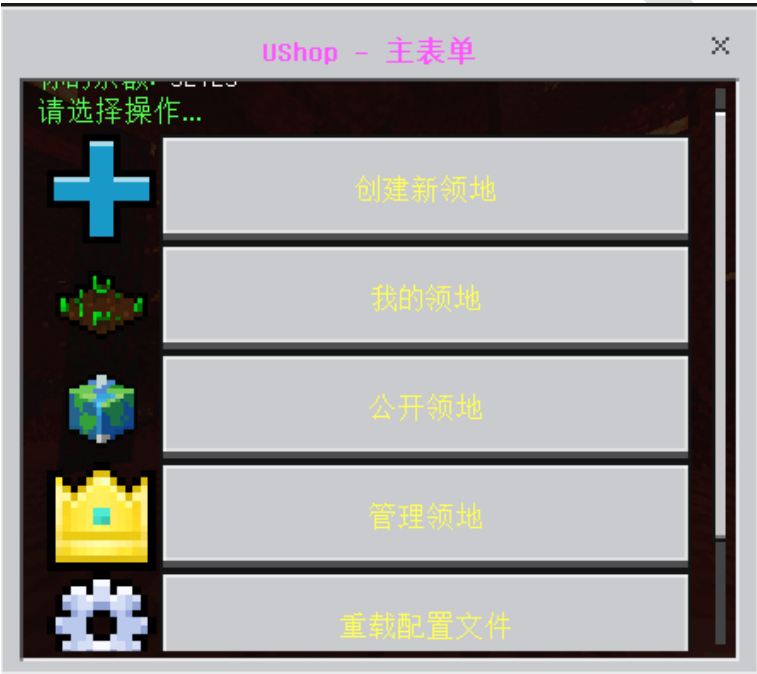 UShop - 主表单
请选择操作...
创建新领地
我的领地
公开领地
管理领地
重载配置文件